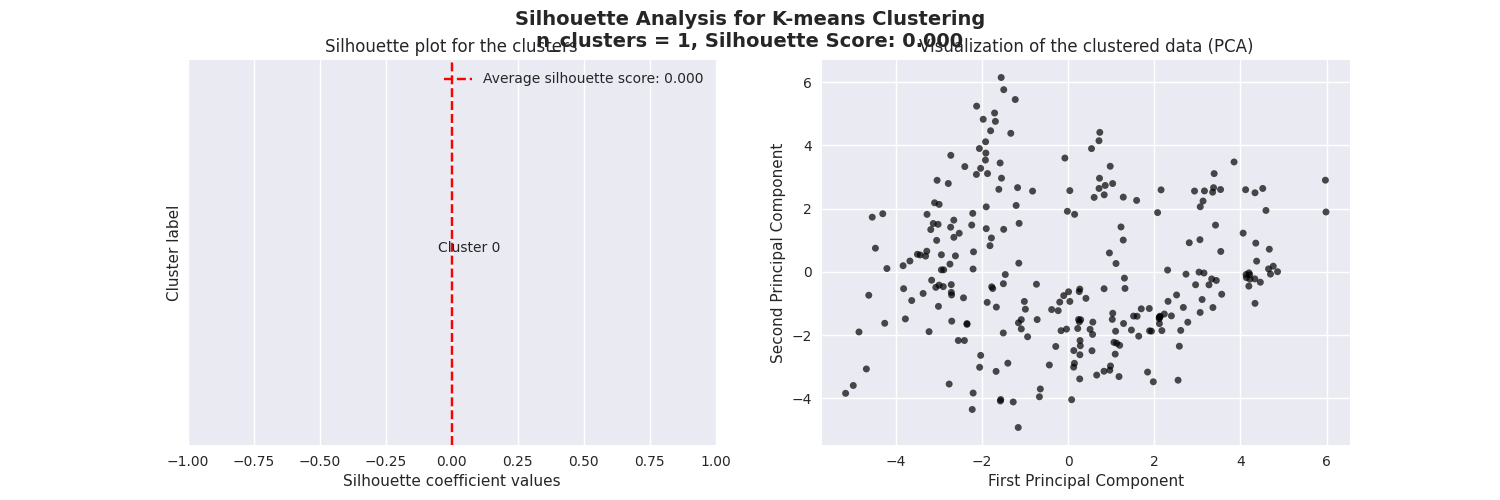 Silhouette Analysis for K-means Clustering
n_clusters = 1, Silhouette Score: 0.000
Silhouette plot for the clusters
Average silhouette score: 0.000
Cluster label
Cluster 0
−1.00 −0.75 −0.50 −0.25 0.00 0.25 0.50 0.75 1.00
Silhouette coefficient values
Visualization of the clustered data (PCA)
Second Principal Component
6
4
2
0
−2
−4
−4 −2 0 2 4 6
First Principal Component